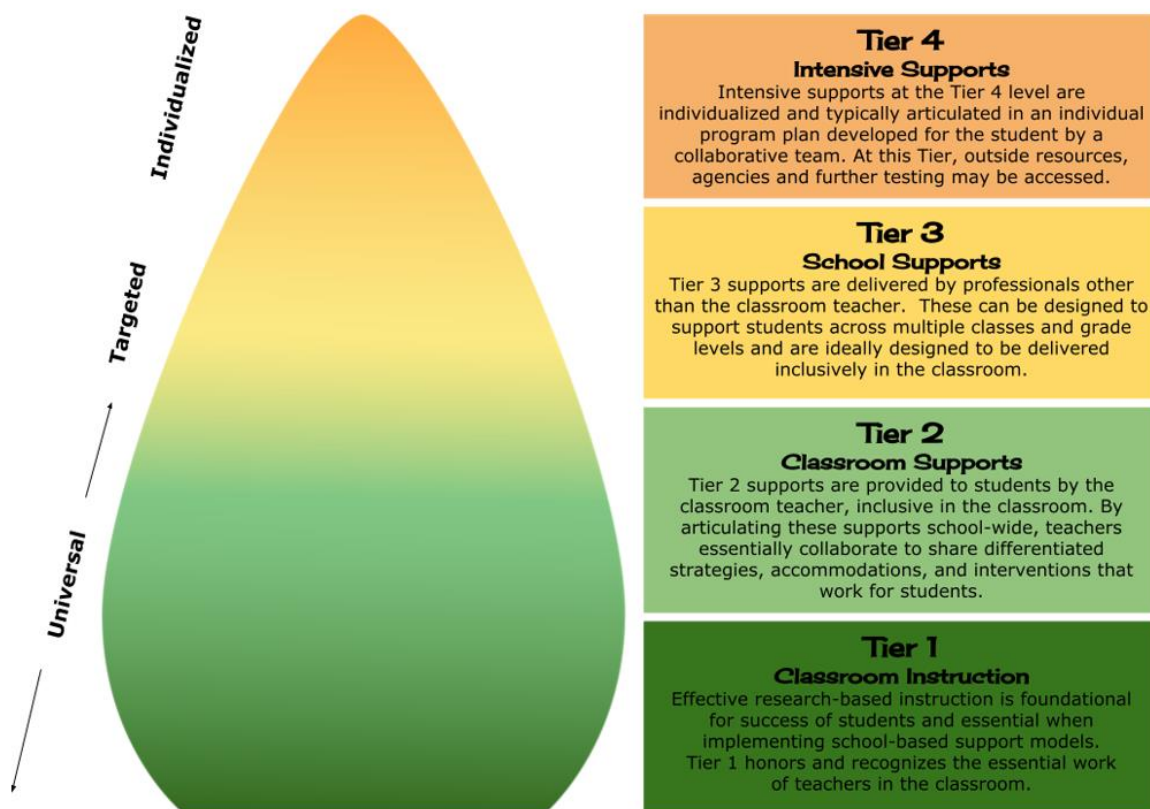 Individualized
Targeted
Universal
Tier 4
Intensive Supports
Intensive supports at the Tier 4 level are
individualized and typically articulated in an individual
program plan developed for the student by a
collaborative team. At this Tier, outside resources,
agencies and further testing may be accessed.
Tier 3
School Supports
Tier 3 supports are delivered by professionals other
than the classroom teacher.  These can be designed to
support students across multiple classes and grade
levels and are ideally designed to be delivered
inclusively in the classroom.
Tier 2
Classroom Supports
Tier 2 supports are provided to students by the
classroom teacher, inclusive in the classroom. By
articulating these supports school-wide, teachers
essentially collaborate to share differentiated
strategies, accommodations, and interventions that
work for students.
Tier 1
Classroom Instruction
Effective research-based instruction is foundational
for success of students and essential when
implementing school-based support models.
Tier 1 honors and recognizes the essential work
of teachers in the classroom.